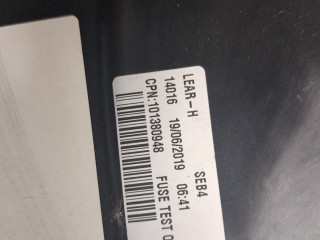 LEAR-H SEB4
14016 19/06/2019 06:41
CPN:101380948 FUSE TEST